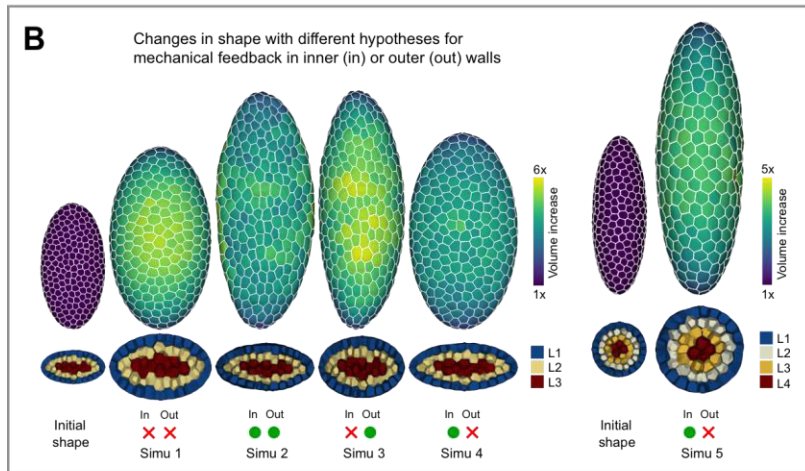 B
Changes in shape with different hypotheses for
mechanical feedback in inner (in) or outer (out) walls
6x
Volume increase
1x
5x
Volume increase
1x
L1
L2
L3
L1
L2
L3
L4
Initial
shape
In Out
Simu 1
In Out
Simu 2
In Out
Simu 3
In Out
Simu 4
Initial
shape
In Out
Simu 5